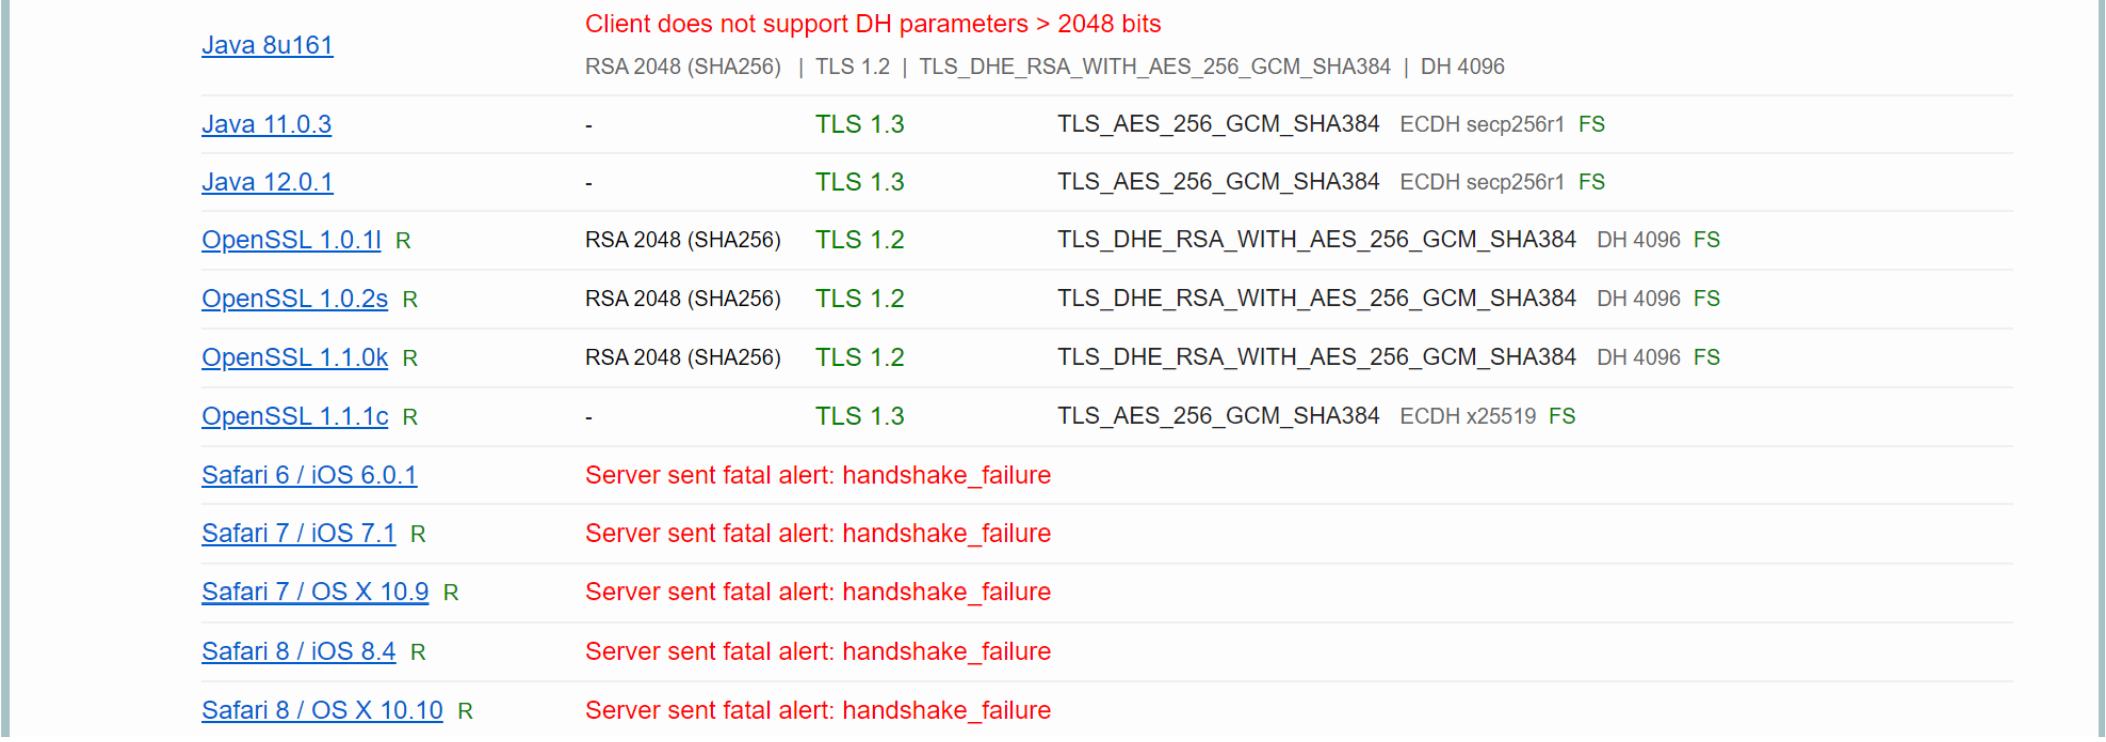 Java 8u161 Client does not support DH parameters > 2048 bits
RSA 2048 (SHA256) | TLS 1.2 | TLS_DHE_RSA_WITH_AES_256_GCM_SHA384 | DH 4096
Java 11.0.3 - TLS 1.3 TLS_AES_256_GCM_SHA384 ECDH secp256r1 FS
Java 12.0.1 - TLS 1.3 TLS_AES_256_GCM_SHA384 ECDH secp256r1 FS
OpenSSL 1.0.1l R RSA 2048 (SHA256) TLS 1.2 TLS_DHE_RSA_WITH_AES_256_GCM_SHA384 DH 4096 FS
OpenSSL 1.0.2s R RSA 2048 (SHA256) TLS 1.2 TLS_DHE_RSA_WITH_AES_256_GCM_SHA384 DH 4096 FS
OpenSSL 1.1.0k R RSA 2048 (SHA256) TLS 1.2 TLS_DHE_RSA_WITH_AES_256_GCM_SHA384 DH 4096 FS
OpenSSL 1.1.1c R - TLS 1.3 TLS_AES_256_GCM_SHA384 ECDH x25519 FS
Safari 6 / iOS 6.0.1 Server sent fatal alert: handshake_failure
Safari 7 / iOS 7.1 R Server sent fatal alert: handshake_failure
Safari 7 / OS X 10.9 R Server sent fatal alert: handshake_failure
Safari 8 / iOS 8.4 R Server sent fatal alert: handshake_failure
Safari 8 / OS X 10.10 R Server sent fatal alert: handshake_failure